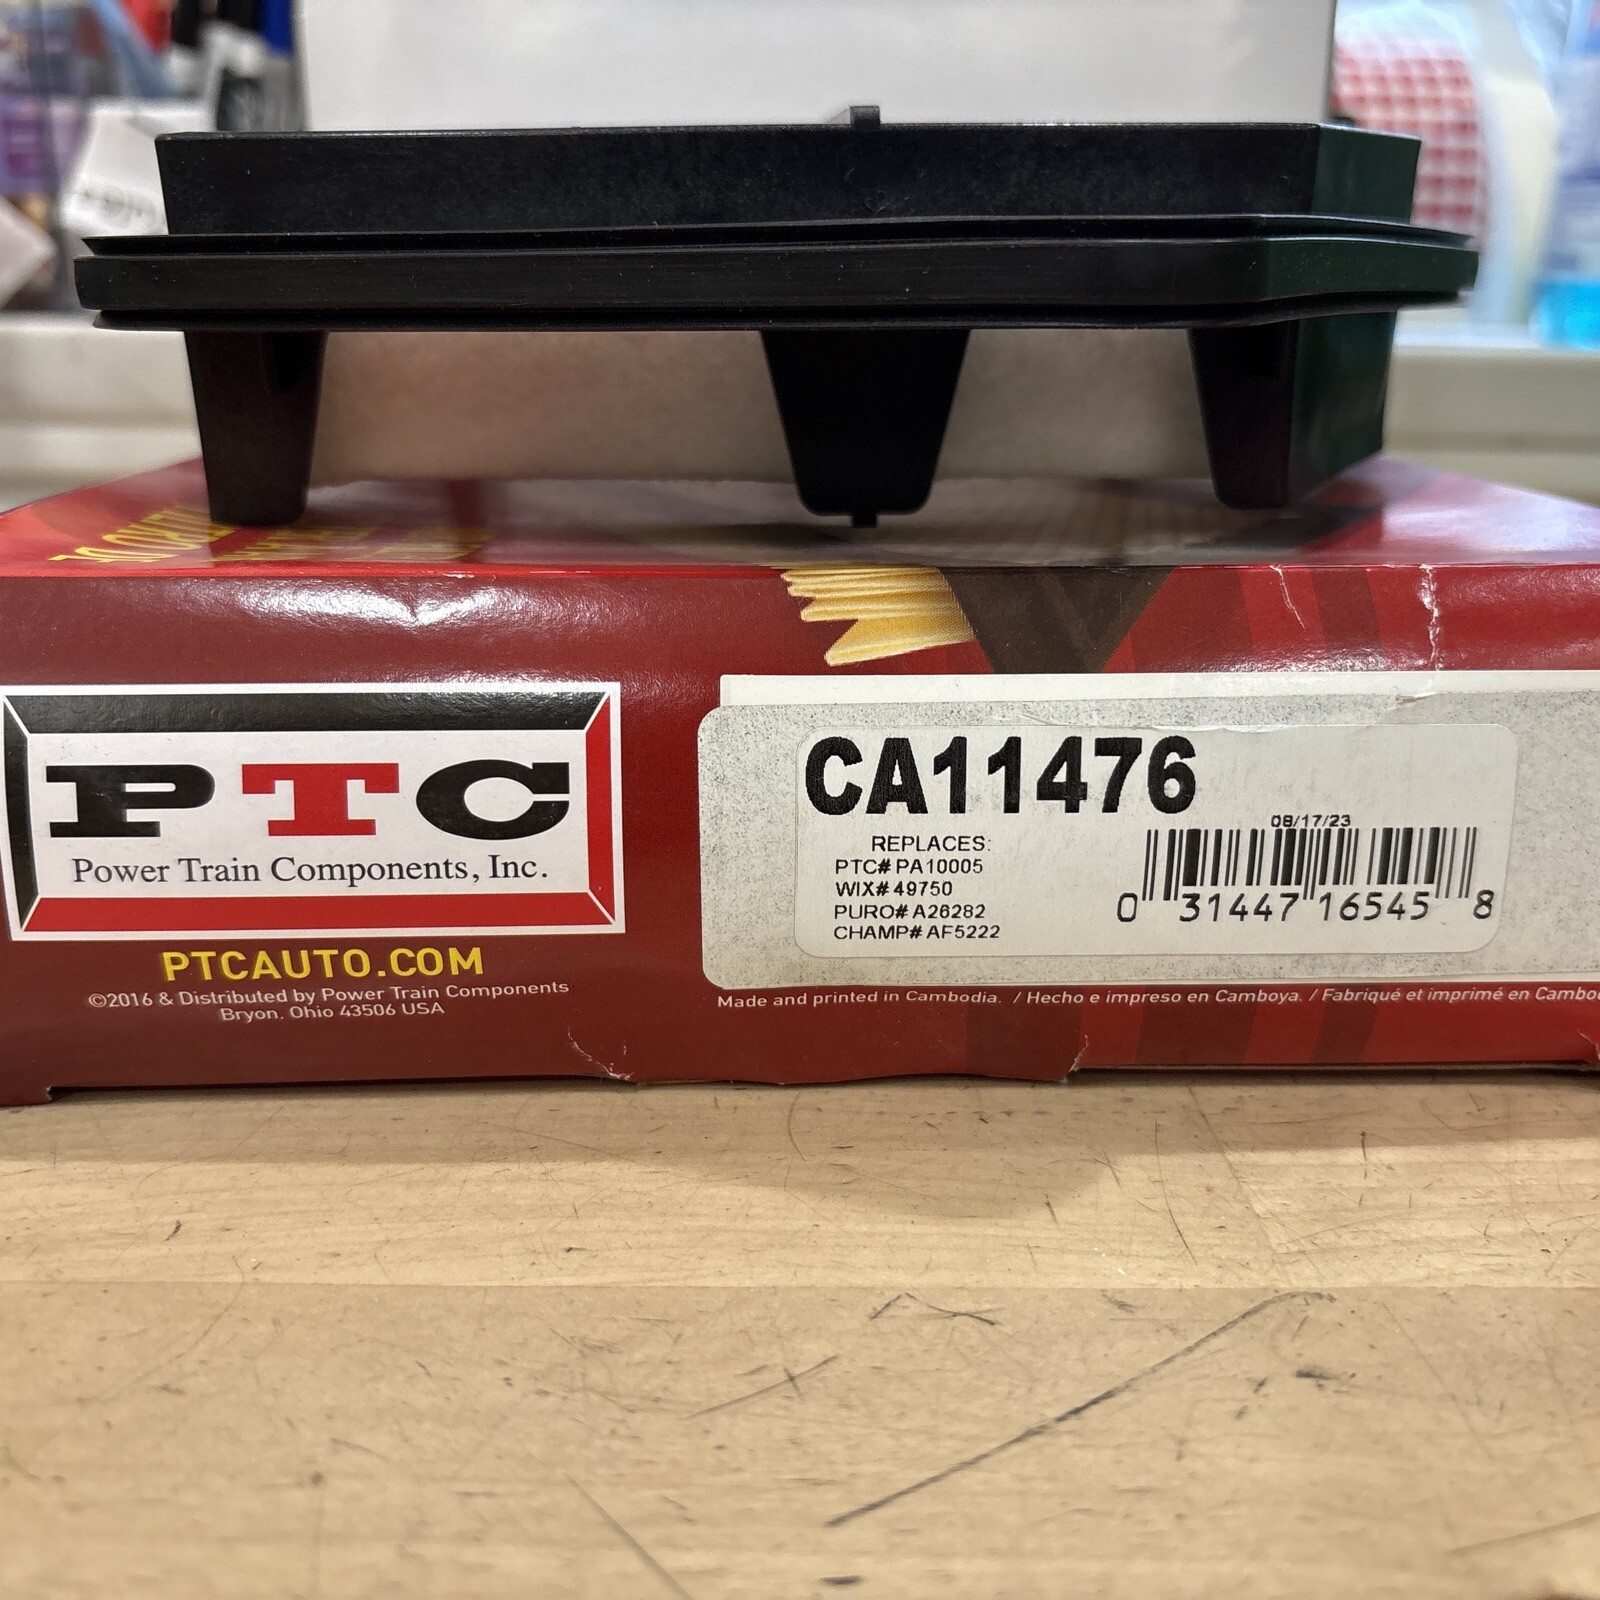 PTC
Power Train Components, Inc.
PTCAUTO.COM
©2016 & Distributed by Power Train Components
Bryon, Ohio 43506 USA
CA11476
08/17/23
REPLACES:
PTC# PA10005
WIX# 49750
PURO# A26282
CHAMP# AF5222
0 31447 16545 8
Made and printed in Cambodia. / Hecho e impreso en Camboya. / Fabriqué et imprimé en